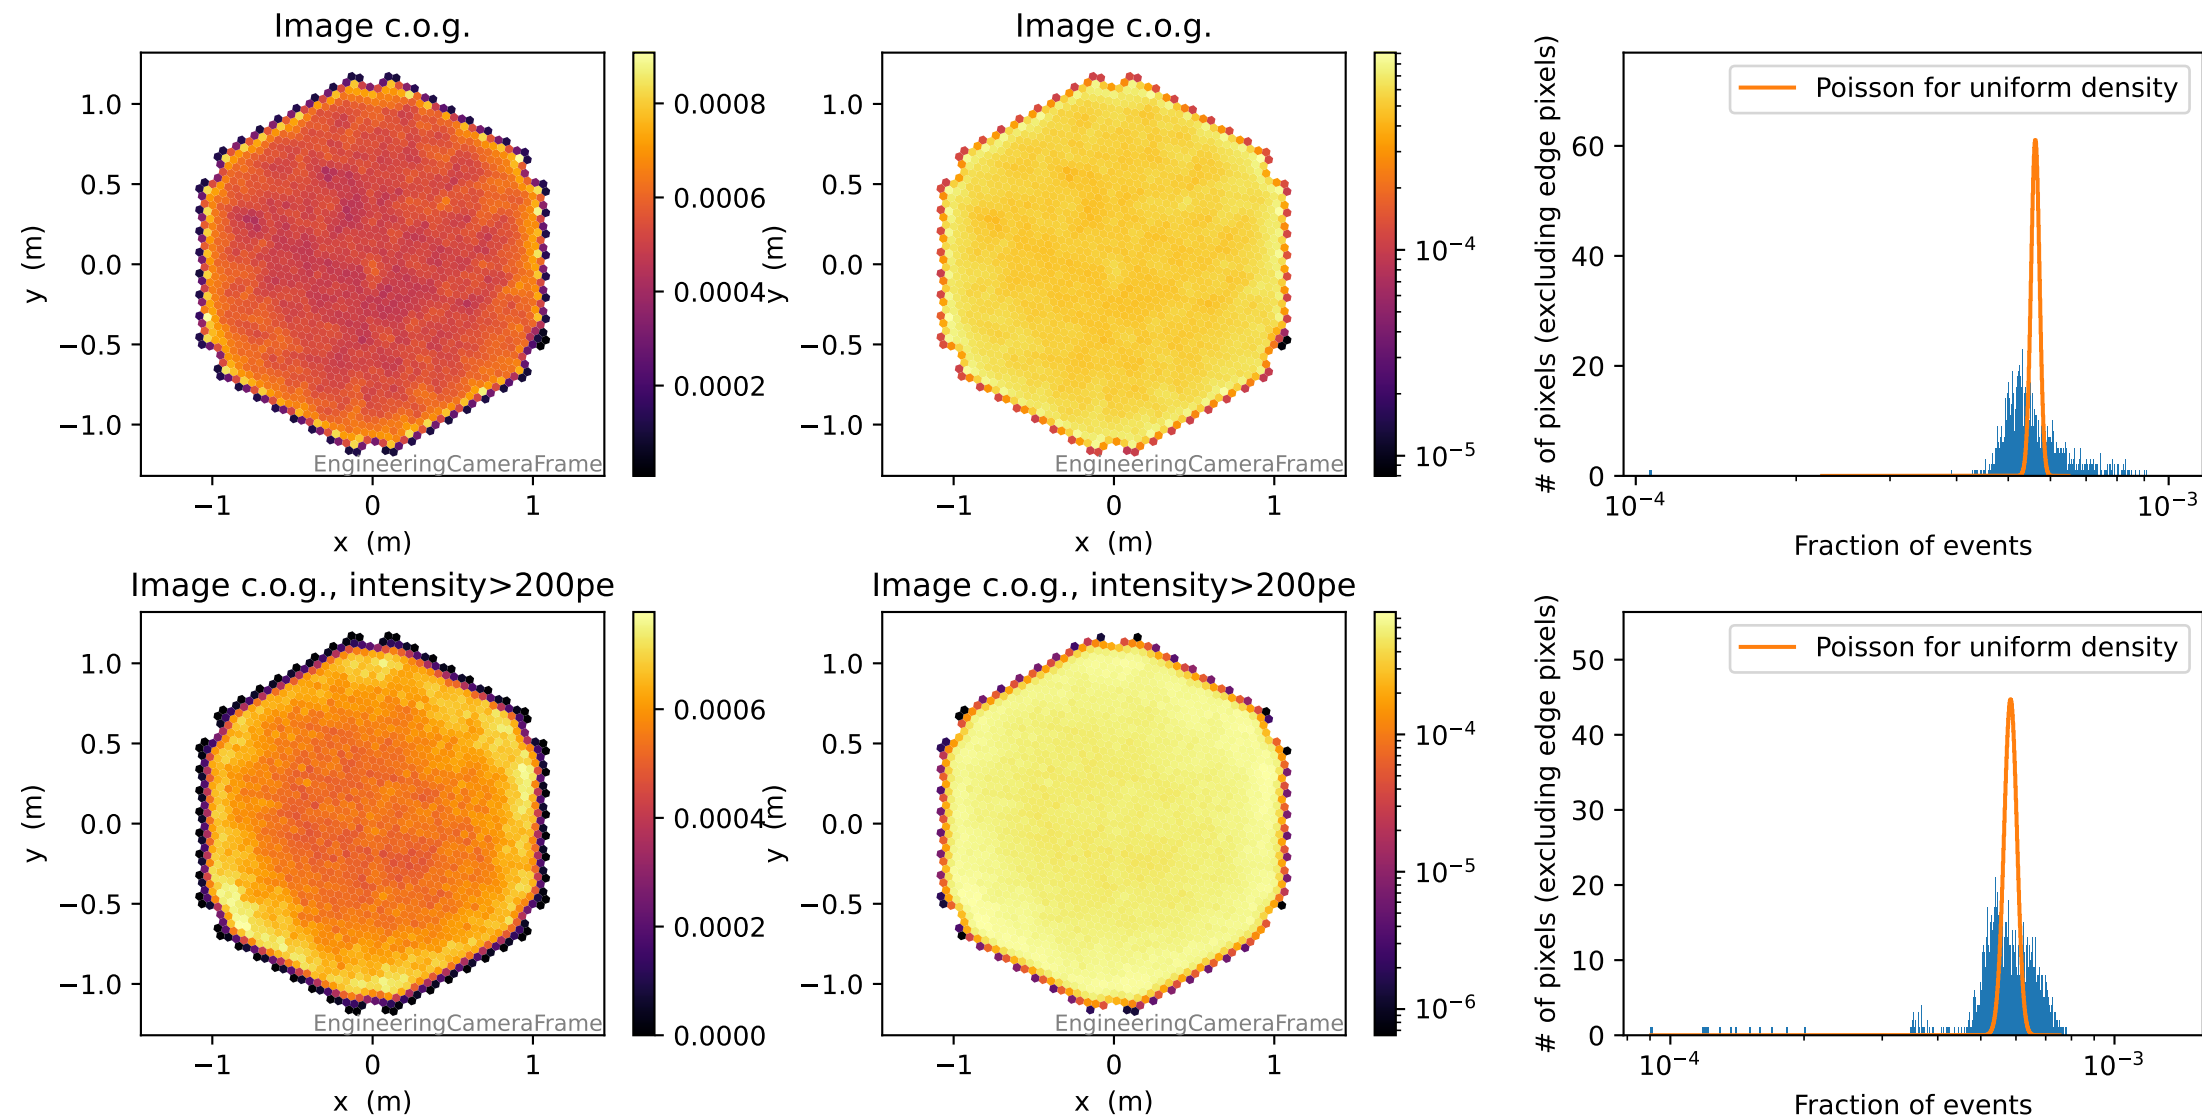 Image c.o.g.
y (m)
1.0
0.5
0.0
−0.5
−1.0
EngineeringCameraFrame
−1
0
1
x (m)
0.0008
0.0006
0.0004
0.0002
Image c.o.g.
y (m)
1.0
0.5
0.0
−0.5
−1.0
EngineeringCameraFrame
−1
0
1
x (m)
10⁻⁴
10⁻⁵
# of pixels (excluding edge pixels)
60
40
20
0
Poisson for uniform density
10⁻⁴
10⁻³
Fraction of events
Image c.o.g., intensity>200pe
y (m)
1.0
0.5
0.0
−0.5
−1.0
EngineeringCameraFrame
−1
0
1
x (m)
0.0006
0.0004
0.0002
0.0000
Image c.o.g., intensity>200pe
y (m)
1.0
0.5
0.0
−0.5
−1.0
EngineeringCameraFrame
−1
0
1
x (m)
10⁻⁴
10⁻⁵
10⁻⁶
# of pixels (excluding edge pixels)
50
40
30
20
10
0
Poisson for uniform density
10⁻⁴
10⁻³
Fraction of events